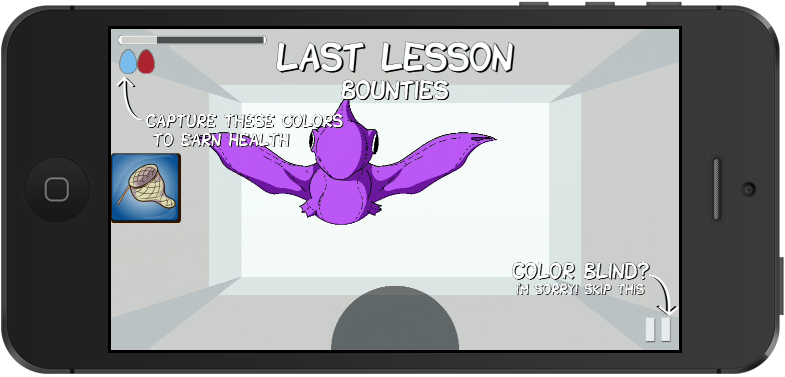 LAST LESSON
BOUNTIES
CAPTURE THESE COLORS
TO EARN HEALTH
COLOR BLIND?
I'M SORRY! SKIP THIS